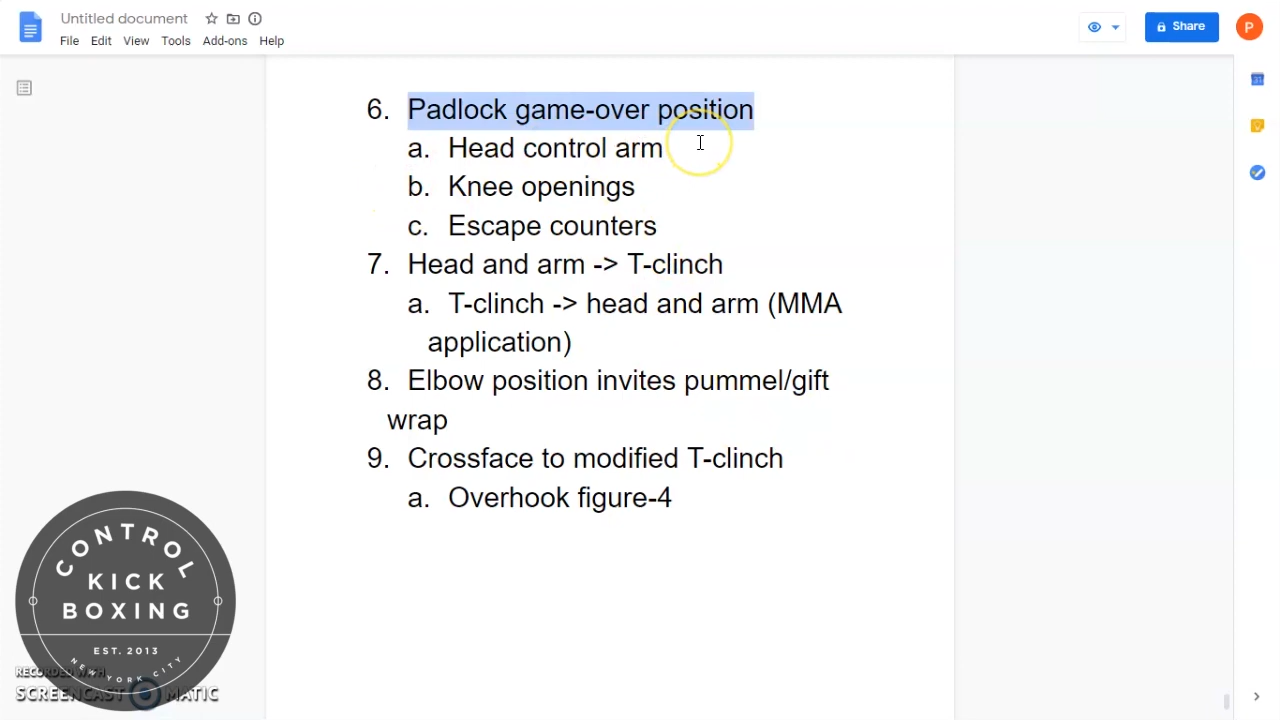 Untitled document
File Edit View Tools Add-ons Help
Share
P
6. Padlock game-over position
a. Head control arm
b. Knee openings
c. Escape counters
7. Head and arm -> T-clinch
a. T-clinch -> head and arm (MMA
application)
8. Elbow position invites pummel/gift
wrap
9. Crossface to modified T-clinch
a. Overhook figure-4
CONTROL
KICK
BOXING
EST. 2013
NEW YORK CITY
RECORDED WITH
SCREENCAST MATIC